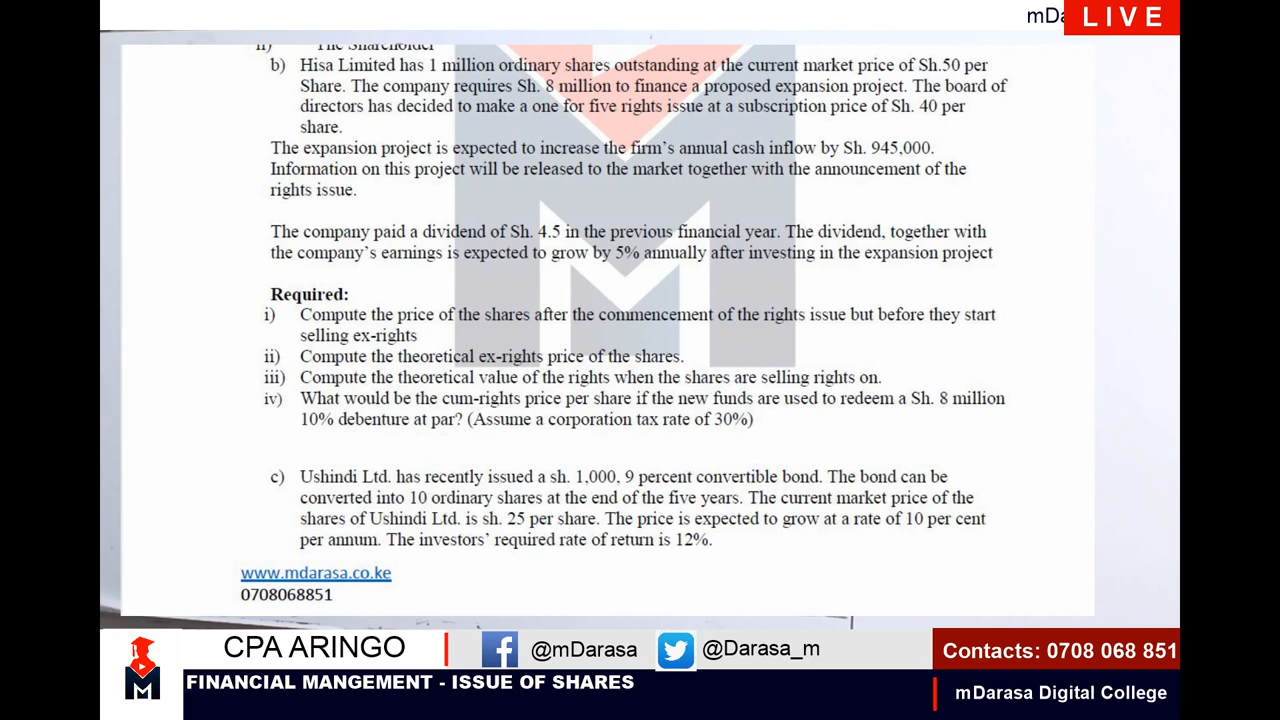 mDa
LIVE
ii) The Shareholder
b) Hisa Limited has 1 million ordinary shares outstanding at the current market price of Sh.50 per
Share. The company requires Sh. 8 million to finance a proposed expansion project. The board of
directors has decided to make a one for five rights issue at a subscription price of Sh. 40 per
share.
The expansion project is expected to increase the firm's annual cash inflow by Sh. 945,000.
Information on this project will be released to the market together with the announcement of the
rights issue.
The company paid a dividend of Sh. 4.5 in the previous financial year. The dividend, together with
the company's earnings is expected to grow by 5% annually after investing in the expansion project
Required:
i) Compute the price of the shares after the commencement of the rights issue but before they start
selling ex-rights
ii) Compute the theoretical ex-rights price of the shares.
iii) Compute the theoretical value of the rights when the shares are selling rights on.
iv) What would be the cum-rights price per share if the new funds are used to redeem a Sh. 8 million
10% debenture at par? (Assume a corporation tax rate of 30%)
c) Ushindi Ltd. has recently issued a sh. 1,000, 9 percent convertible bond. The bond can be
converted into 10 ordinary shares at the end of the five years. The current market price of the
shares of Ushindi Ltd. is sh. 25 per share. The price is expected to grow at a rate of 10 per cent
per annum. The investors' required rate of return is 12%.
www.mdarasa.co.ke
0708068851
CPA ARINGO
@mDarasa
@Darasa_m
Contacts: 0708 068 851
FINANCIAL MANGEMENT - ISSUE OF SHARES
mDarasa Digital College